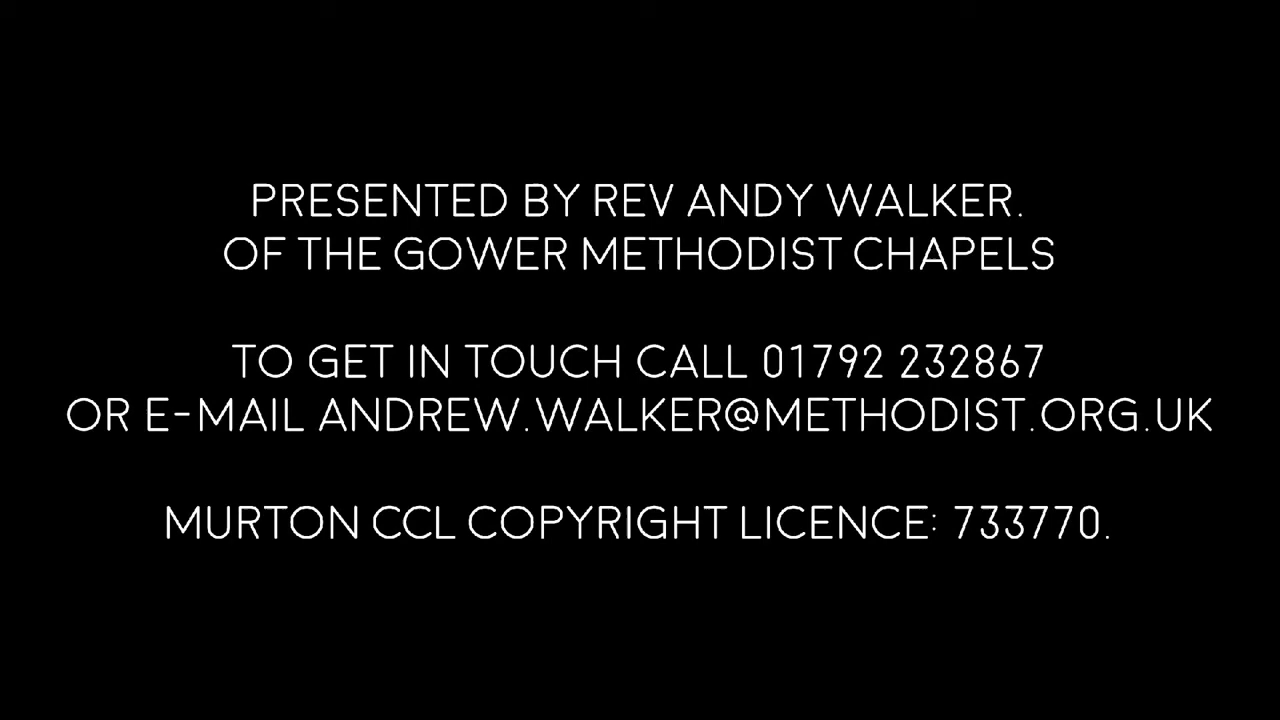 PRESENTED BY REV ANDY WALKER.
OF THE GOWER METHODIST CHAPELS
TO GET IN TOUCH CALL 01792 232867
OR E-MAIL ANDREW.WALKER@METHODIST.ORG.UK
MURTON CCL COPYRIGHT LICENCE: 733770.